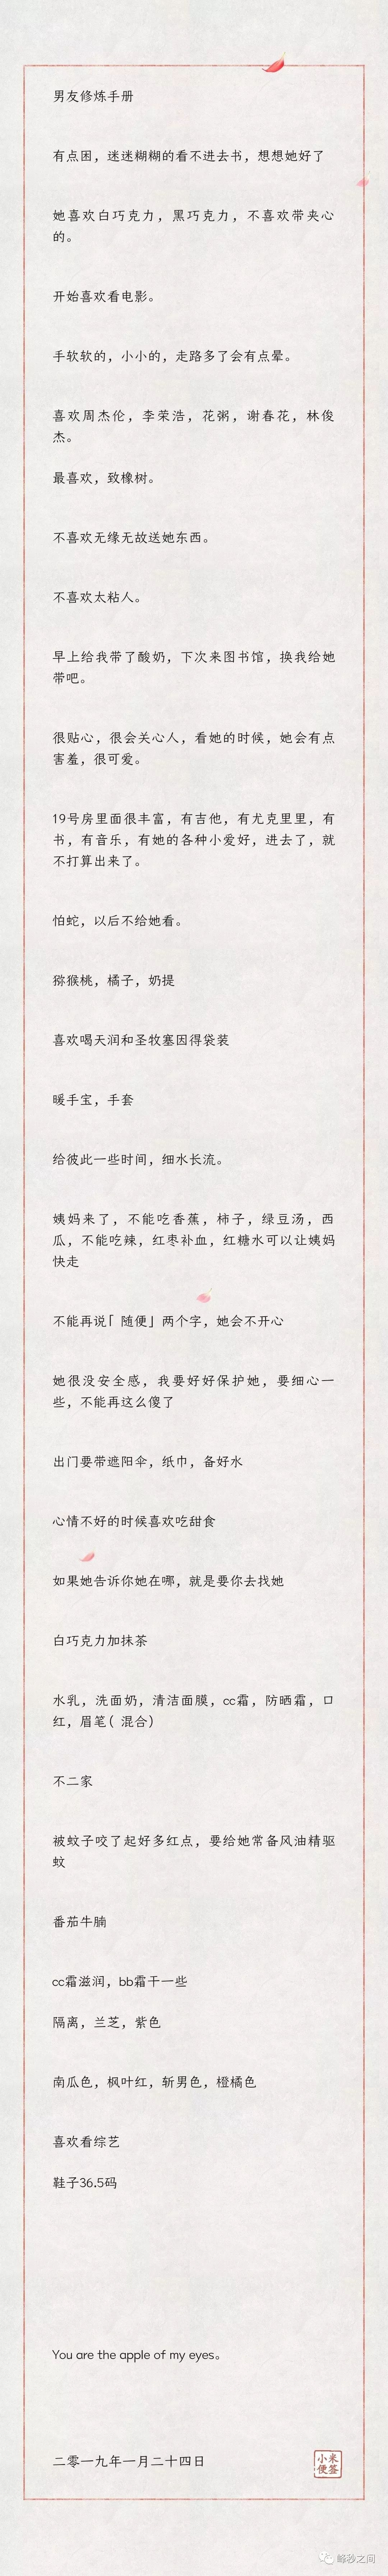 男友修炼手册
有点困，迷迷糊糊的看不进去书，想想她好了
她喜欢白巧克力，黑巧克力，不喜欢带夹心
的。
开始喜欢看电影。
手软软的，小小的，走路多了会有点晕。
喜欢周杰伦，李荣浩，花粥，谢春花，林俊
杰。
最喜欢，致橡树。
不喜欢无缘无故送她东西。
不喜欢太粘人。
早上给我带了酸奶，下次来图书馆，换我给她
带吧。
很贴心，很会关心人，看她的时候，她会有点
害羞，很可爱。
19号房里面很丰富，有吉他，有尤克里里，有
书，有音乐，有她的各种小爱好，进去了，就
不打算出来了。
怕蛇，以后不给她看。
猕猴桃，橘子，奶提
喜欢喝天润和圣牧塞因得袋装
暖手宝，手套
给彼此一些时间，细水长流。
姨妈来了，不能吃香蕉，柿子，绿豆汤，西
瓜，不能吃辣，红枣补血，红糖水可以让姨妈
快走
不能再说「随便」两个字，她会不开心
她很没安全感，我要好好保护她，要细心一
些，不能再这么傻了
出门要带遮阳伞，纸巾，备好水
心情不好的时候喜欢吃甜食
如果她告诉你她在哪，就是要你去找她
白巧克力加抹茶
水乳，洗面奶，清洁面膜，cc霜，防晒霜，口
红，眉笔（混合）
不二家
被蚊子咬了起好多红点，要给她常备风油精驱
蚊
番茄牛腩
cc霜滋润，bb霜干一些
隔离，兰芝，紫色
南瓜色，枫叶红，斩男色，橙橘色
喜欢看综艺
鞋子36.5码
You are the apple of my eyes。
二零一九年一月二十四日
小米
便签
峰秒之间